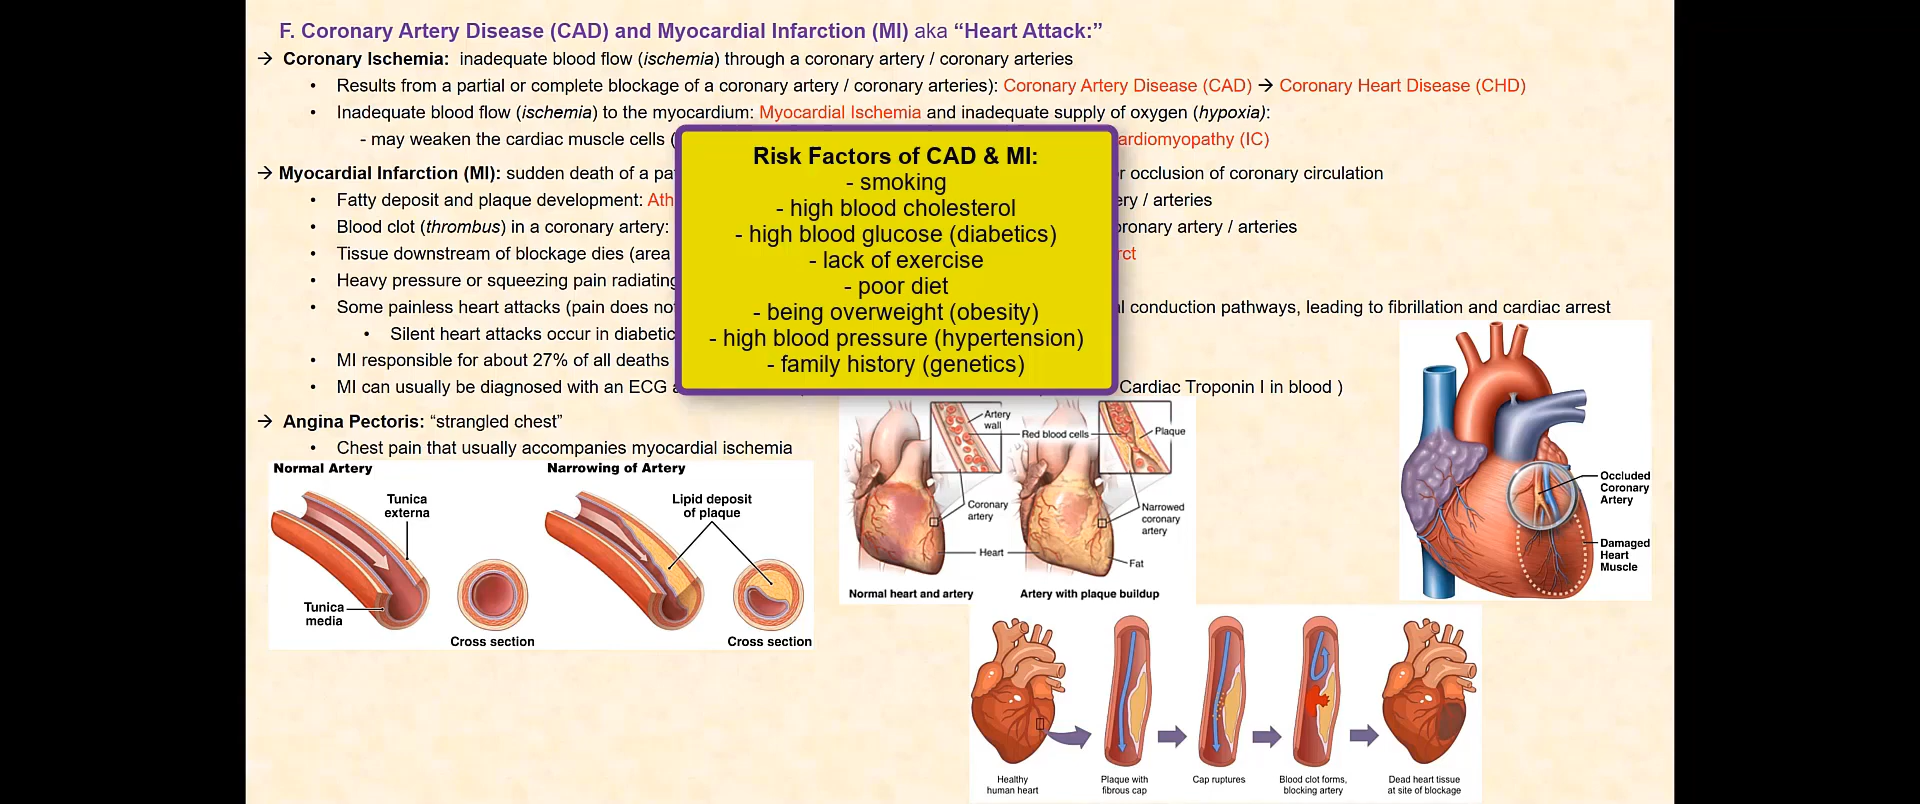 F. Coronary Artery Disease (CAD) and Myocardial Infarction (MI) aka “Heart Attack:”
→ Coronary Ischemia: inadequate blood flow (ischemia) through a coronary artery / coronary arteries
• Results from a partial or complete blockage of a coronary artery / coronary arteries): Coronary Artery Disease (CAD) → Coronary Heart Disease (CHD)
• Inadequate blood flow (ischemia) to the myocardium: Myocardial Ischemia and inadequate supply of oxygen (hypoxia):
- may weaken the cardiac muscle cells ( ardiomyopathy (IC)
→ Myocardial Infarction (MI): sudden death of a pa r occlusion of coronary circulation
• Fatty deposit and plaque development: Ath ery / arteries
• Blood clot (thrombus) in a coronary artery: oronary artery / arteries
• Tissue downstream of blockage dies (area rct
• Heavy pressure or squeezing pain radiating
• Some painless heart attacks (pain does no l conduction pathways, leading to fibrillation and cardiac arrest
• Silent heart attacks occur in diabetic
• MI responsible for about 27% of all deaths
• MI can usually be diagnosed with an ECG Cardiac Troponin I in blood )
→ Angina Pectoris: “strangled chest”
• Chest pain that usually accompanies myocardial ischemia
Risk Factors of CAD & MI:
- smoking
- high blood cholesterol
- high blood glucose (diabetics)
- lack of exercise
- poor diet
- being overweight (obesity)
- high blood pressure (hypertension)
- family history (genetics)
Normal Artery
Tunica
externa
Tunica
media
Cross section
Narrowing of Artery
Lipid deposit
of plaque
Cross section
Artery
wall
Red blood cells
Plaque
Coronary
artery
Narrowed
coronary
artery
Heart
Fat
Normal heart and artery
Artery with plaque buildup
Occluded
Coronary
Artery
Damaged
Heart
Muscle
Healthy
human heart
Plaque with
fibrous cap
Cap ruptures
Blood clot forms,
blocking artery
Dead heart tissue
at site of blockage